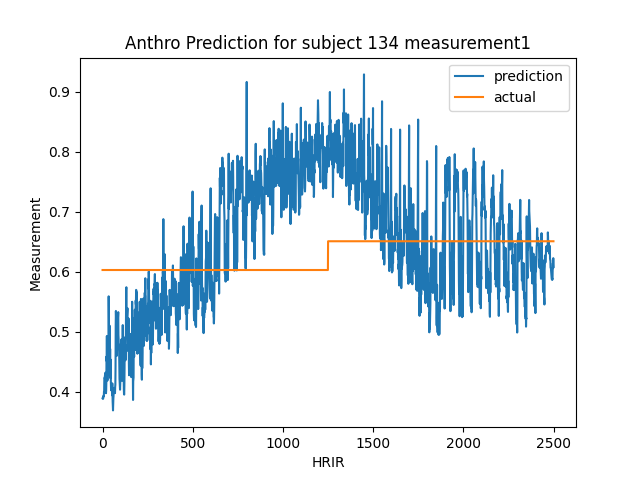 Anthro Prediction for subject 134 measurement1
prediction
actual
0.9
0.8
0.7
0.6
0.5
0.4
Measurement
0
500
1000
1500
2000
2500
HRIR